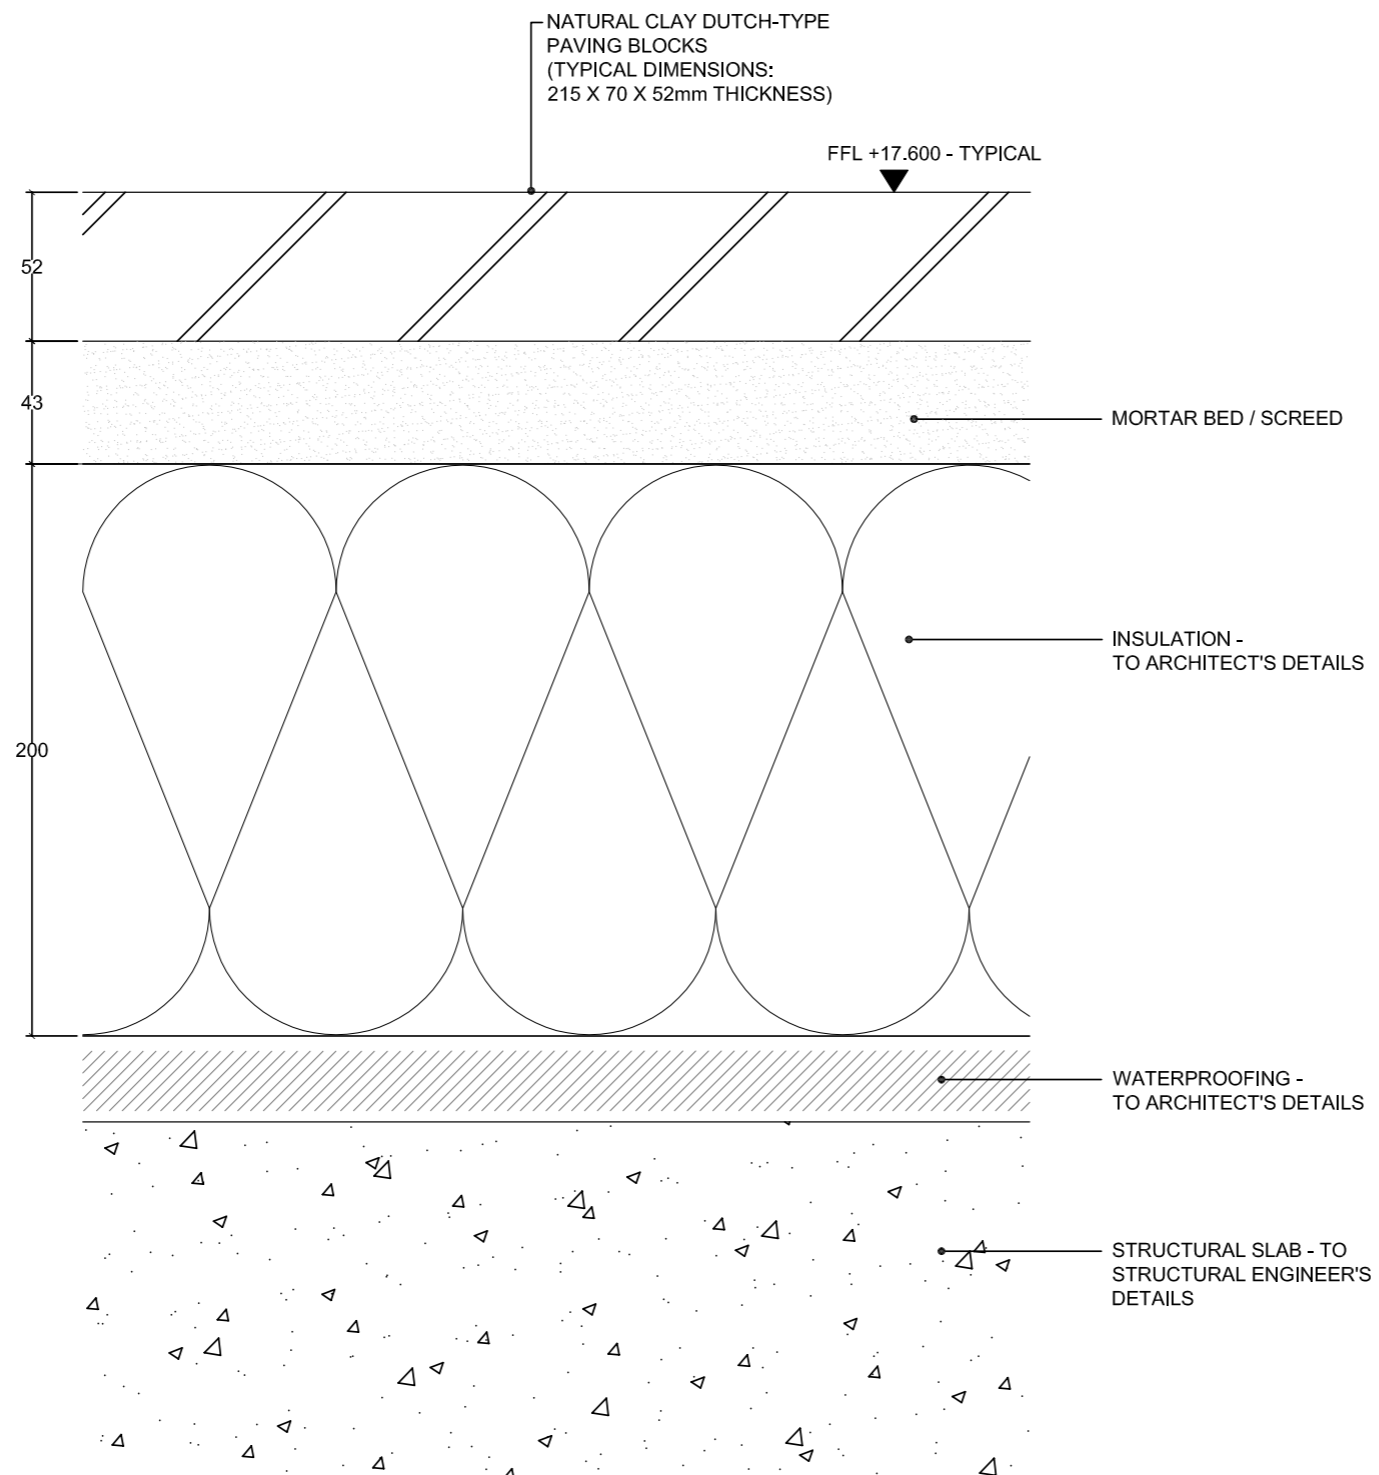 NATURAL CLAY DUTCH-TYPE
PAVING BLOCKS
(TYPICAL DIMENSIONS:
215 X 70 X 52mm THICKNESS)
FFL +17.600 - TYPICAL
52
43
MORTAR BED / SCREED
INSULATION -
TO ARCHITECT'S DETAILS
200
WATERPROOFING -
TO ARCHITECT'S DETAILS
STRUCTURAL SLAB - TO
STRUCTURAL ENGINEER'S
DETAILS